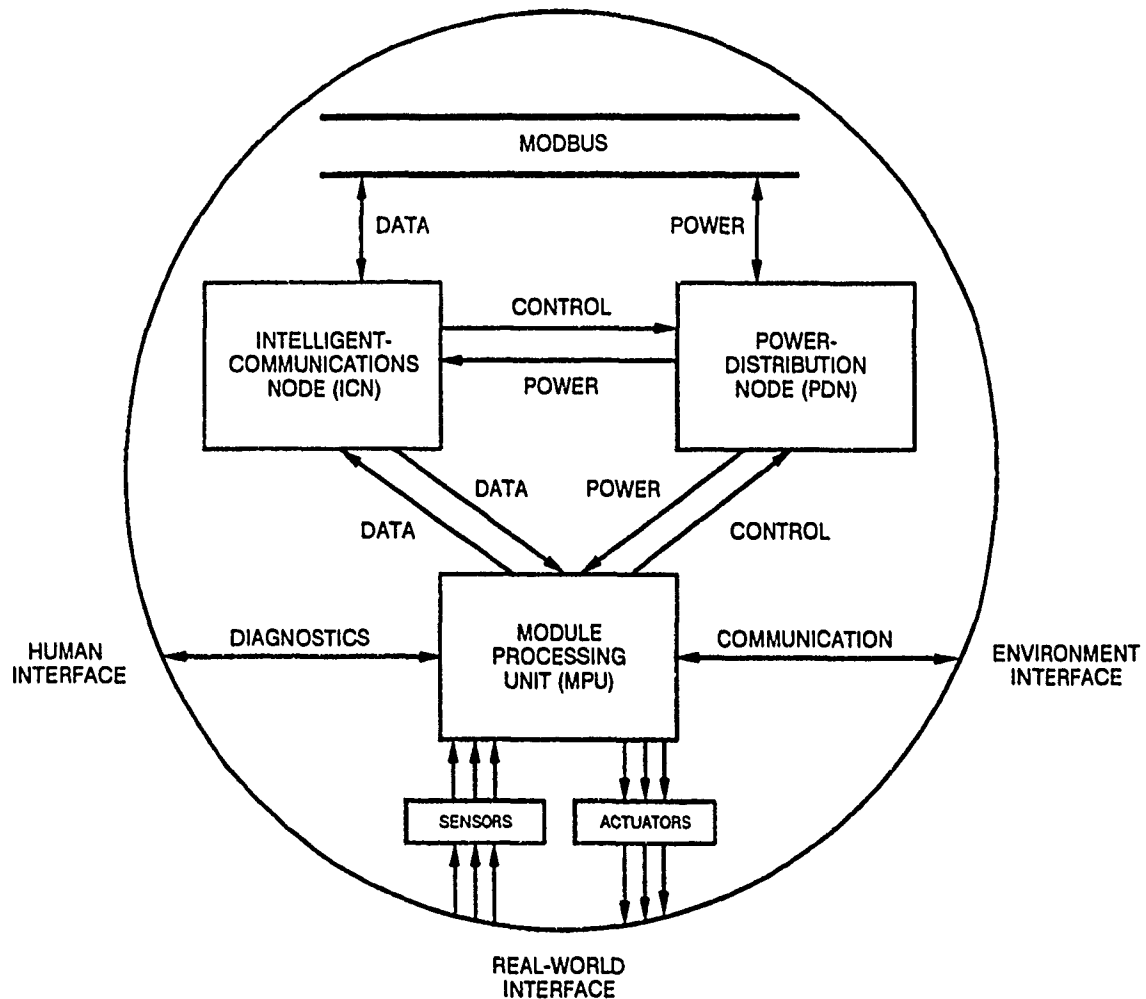 MODBUS
DATA
POWER
CONTROL
INTELLIGENT-
COMMUNICATIONS
NODE (ICN)
POWER-
DISTRIBUTION
NODE (PDN)
POWER
DATA
POWER
DATA
CONTROL
HUMAN
INTERFACE
DIAGNOSTICS
MODULE
PROCESSING
UNIT (MPU)
COMMUNICATION
ENVIRONMENT
INTERFACE
SENSORS
ACTUATORS
REAL-WORLD
INTERFACE